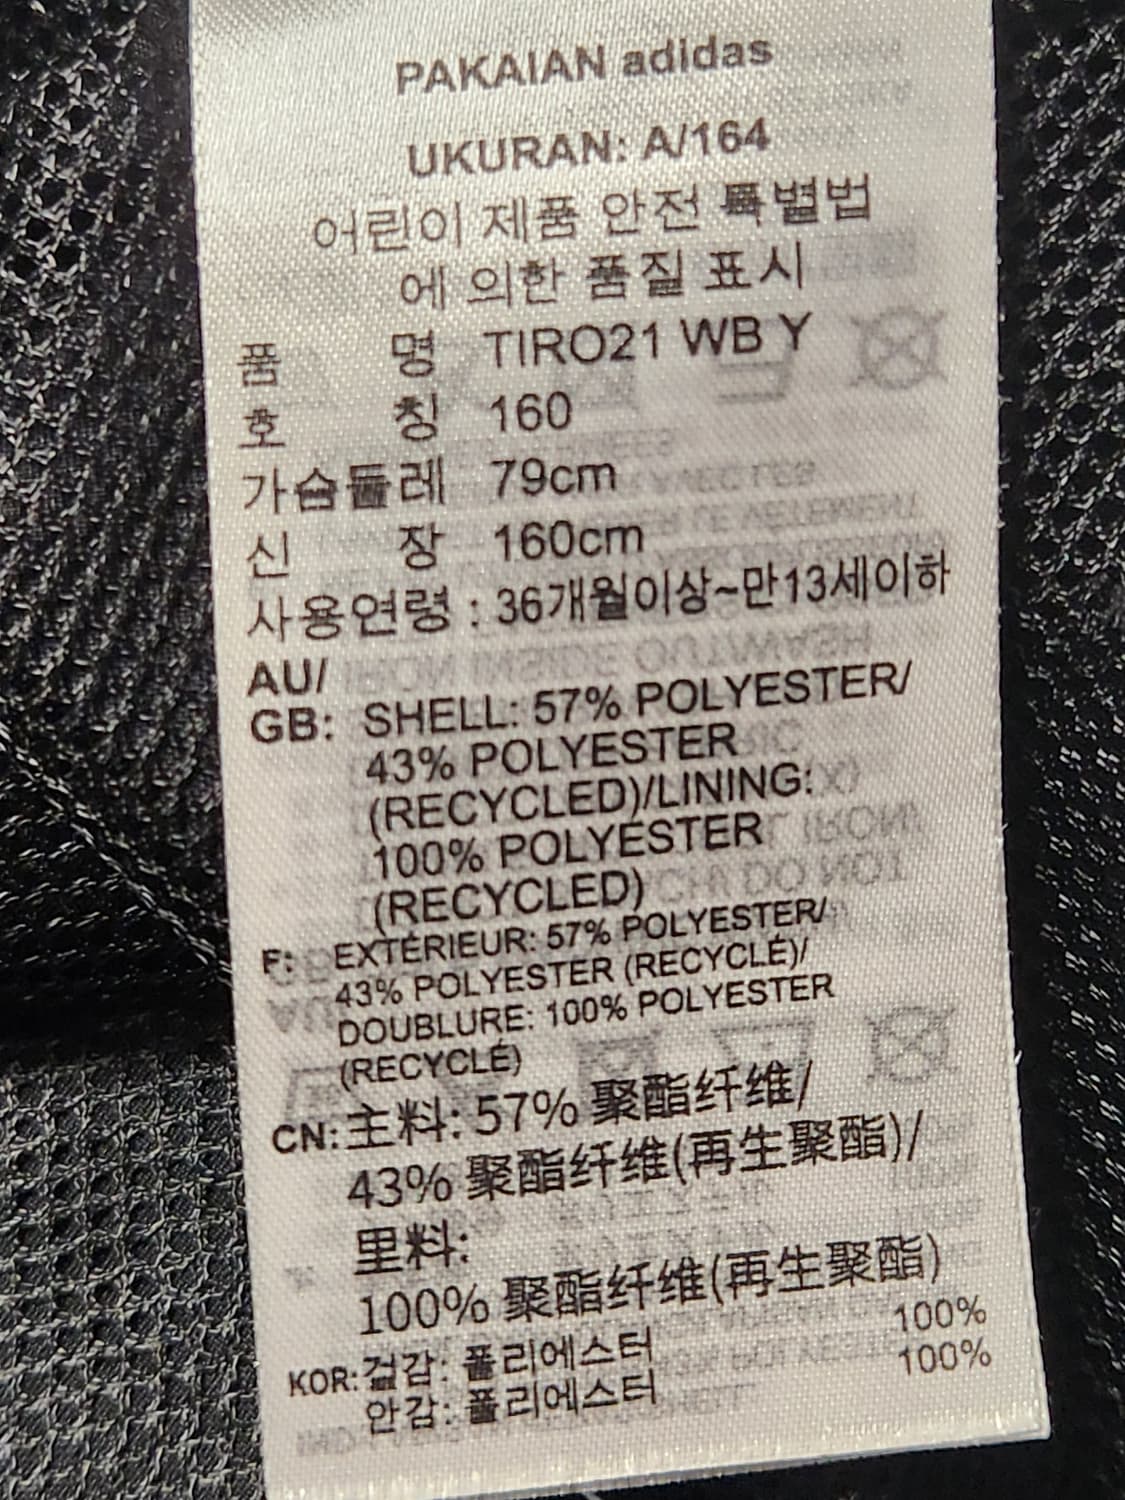 PAKAIAN adidas
UKURAN: A/164
어린이 제품 안전 특별법
에 의한 품질 표시
품 명 TIRO21 WB Y
호 칭 160
가슴둘레 79cm
신 장 160cm
사용연령 : 36개월이상~만13세이하
AU/
GB: SHELL: 57% POLYESTER/
43% POLYESTER
(RECYCLED)/LINING:
100% POLYESTER
(RECYCLED)
F: EXTÉRIEUR: 57% POLYESTER/
43% POLYESTER (RECYCLÉ)/
DOUBLURE: 100% POLYESTER
(RECYCLÉ)
CN: 主料: 57% 聚酯纤维/
43% 聚酯纤维(再生聚酯)/
里料:
100% 聚酯纤维(再生聚酯)
KOR: 겉감: 폴리에스터 100%
안감: 폴리에스터 100%